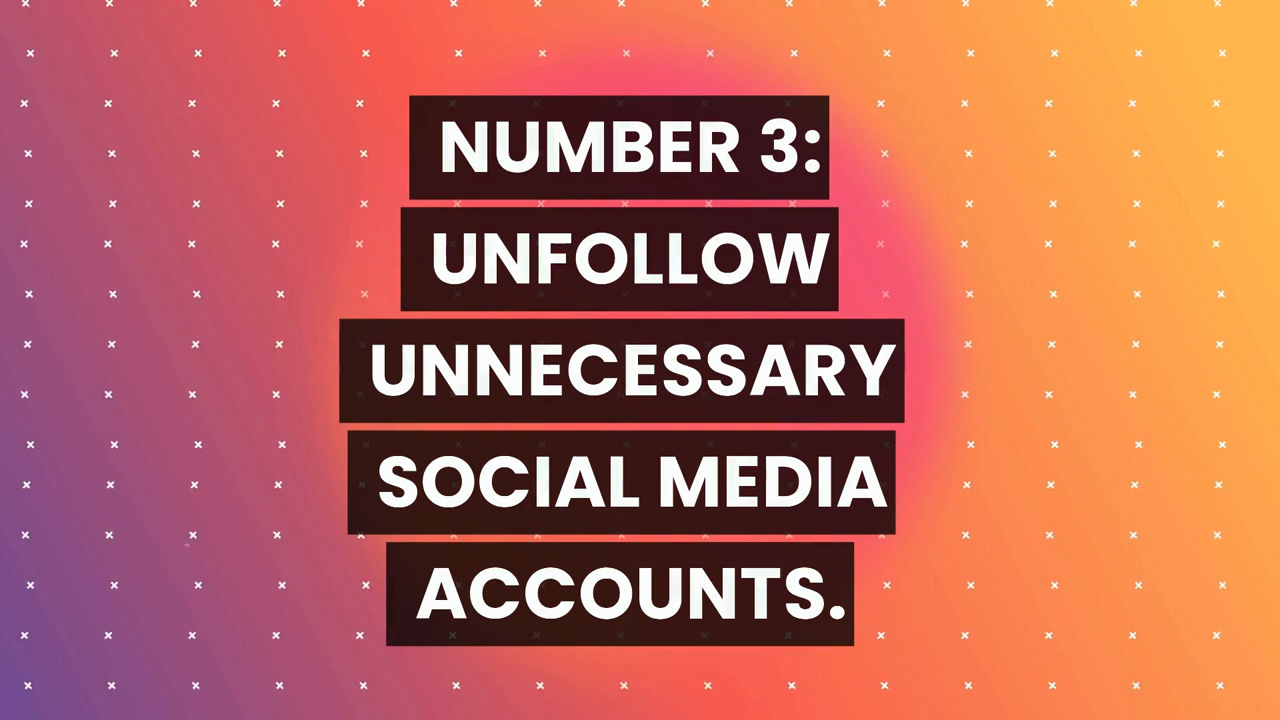 NUMBER 3:
UNFOLLOW
UNNECESSARY
SOCIAL MEDIA
ACCOUNTS.